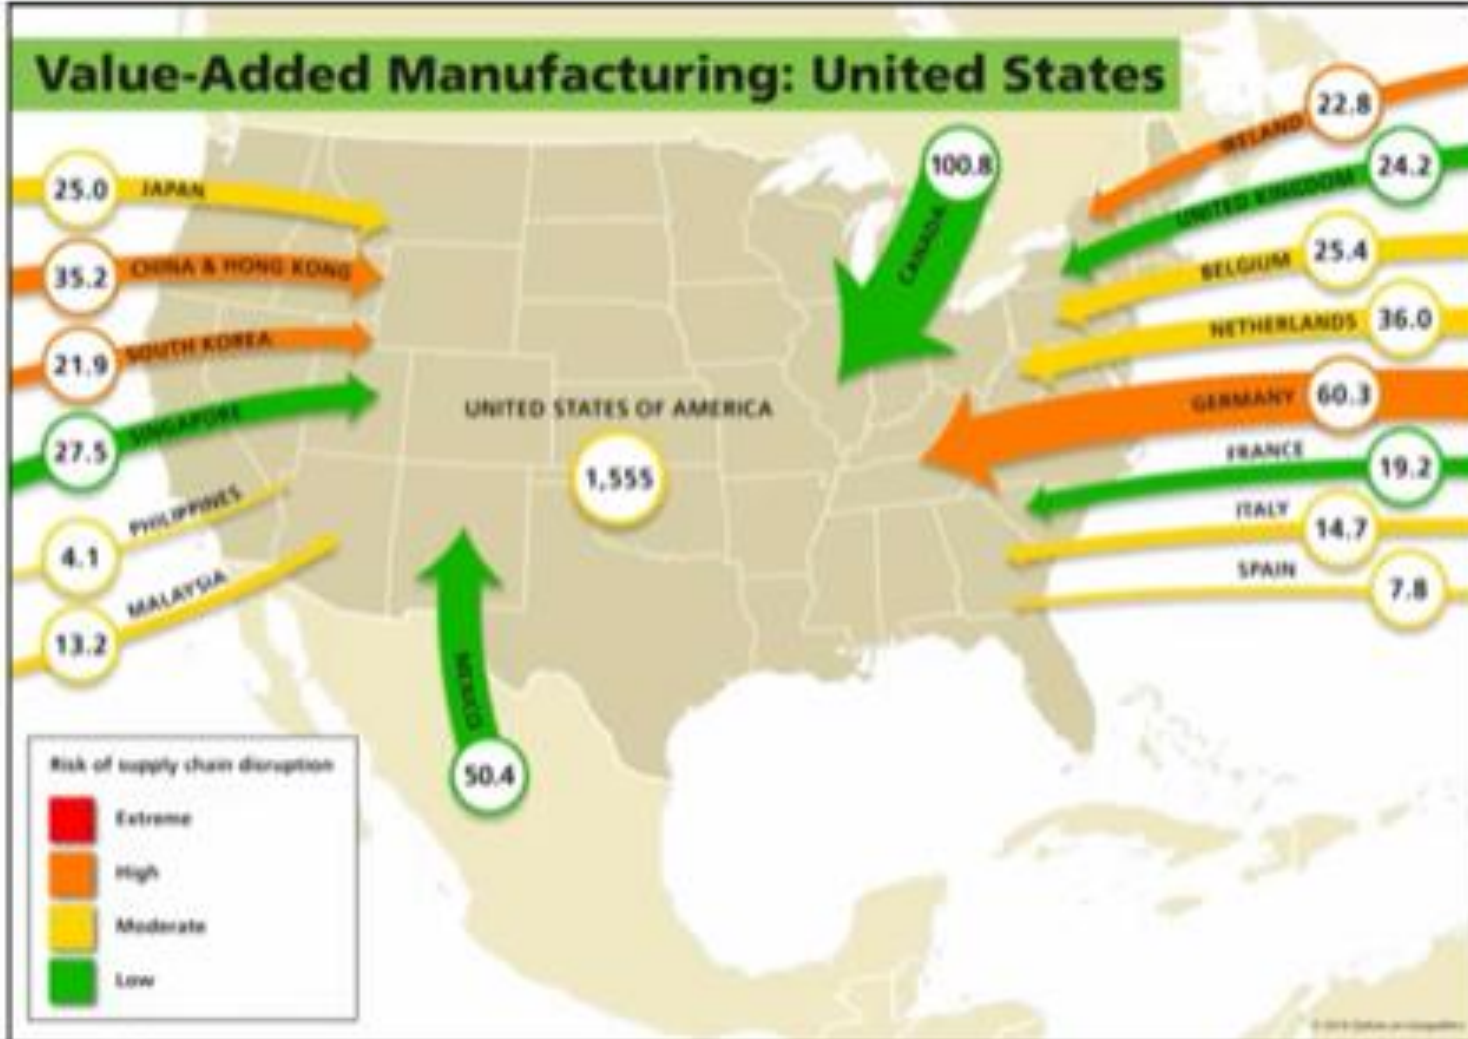 Value-Added Manufacturing: United States
25.0 JAPAN
35.2 CHINA & HONG KONG
21.9 SOUTH KOREA
27.5 SINGAPORE
4.1 PHILIPPINES
13.2 MALAYSIA
100.8
CANADA
UNITED STATES OF AMERICA
1,555
MEXICO
50.4
IRELAND 22.8
UNITED KINGDOM 24.2
BELGIUM 25.4
NETHERLANDS 36.0
GERMANY 60.3
FRANCE 19.2
ITALY 14.7
SPAIN 7.8
Risk of supply chain disruption
Extreme
High
Moderate
Low